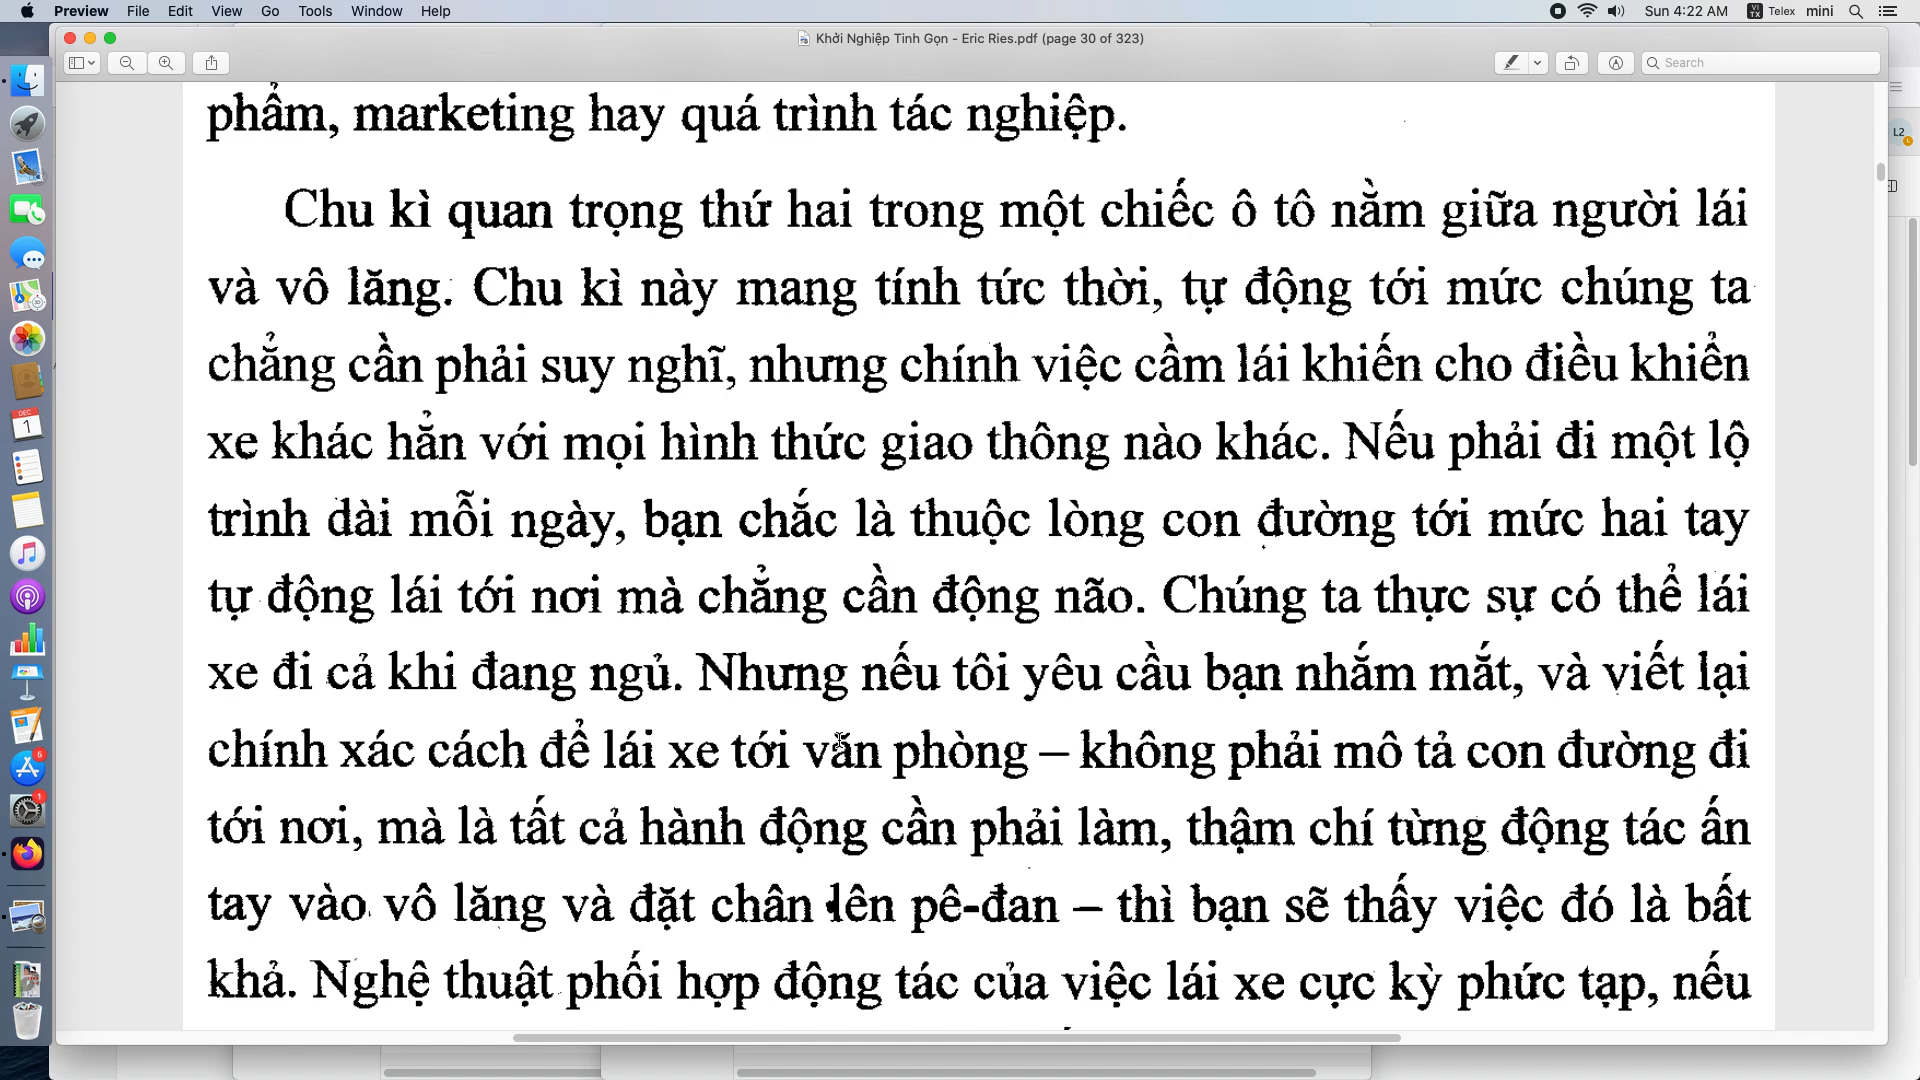 Preview File Edit View Go Tools Window Help
Sun 4:22 AM VI TX Telex mini
Khởi Nghiệp Tinh Gọn - Eric Ries.pdf (page 30 of 323)
Search
L2
DEC
1
6
1
phẩm, marketing hay quá trình tác nghiệp.
Chu kì quan trọng thứ hai trong một chiếc ô tô nằm giữa người lái
và vô lăng. Chu kì này mang tính tức thời, tự động tới mức chúng ta
chẳng cần phải suy nghĩ, nhưng chính việc cầm lái khiến cho điều khiển
xe khác hẳn với mọi hình thức giao thông nào khác. Nếu phải đi một lộ
trình dài mỗi ngày, bạn chắc là thuộc lòng con đường tới mức hai tay
tự động lái tới nơi mà chẳng cần động não. Chúng ta thực sự có thể lái
xe đi cả khi đang ngủ. Nhưng nếu tôi yêu cầu bạn nhắm mắt, và viết lại
chính xác cách để lái xe tới văn phòng – không phải mô tả con đường đi
tới nơi, mà là tất cả hành động cần phải làm, thậm chí từng động tác ấn
tay vào vô lăng và đặt chân lên pê-đan – thì bạn sẽ thấy việc đó là bất
khả. Nghệ thuật phối hợp động tác của việc lái xe cực kỳ phức tạp, nếu